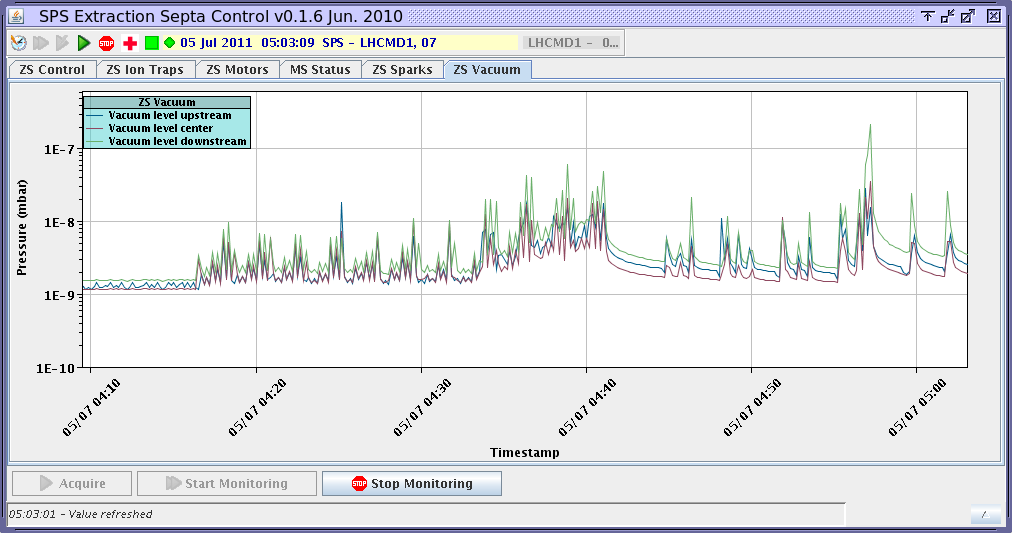 SPS Extraction Septa Control v0.1.6 Jun. 2010
STOP 05 Jul 2011 05:03:09 SPS - LHCMD1, 07 LHCMD1 - 0...
ZS Control ZS Ion Traps ZS Motors MS Status ZS Sparks ZS Vacuum
ZS Vacuum
Vacuum level upstream
Vacuum level center
Vacuum level downstream
Pressure (mbar)
1E-7
1E-8
1E-9
1E-10
05/07 04:10 05/07 04:20 05/07 04:30 05/07 04:40 05/07 04:50 05/07 05:00
Timestamp
Acquire Start Monitoring STOP Stop Monitoring
05:03:01 - Value refreshed